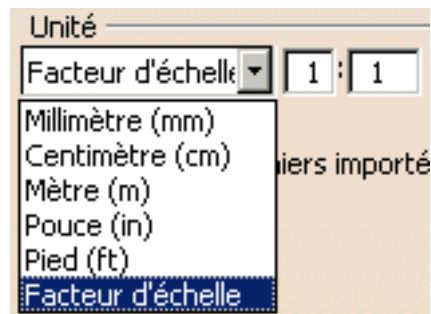 Unité
Facteur d'échelle 1 : 1
Millimètre (mm)
Centimètre (cm)
iers importé
Mètre (m)
Pouce (in)
Pied (ft)
Facteur d'échelle